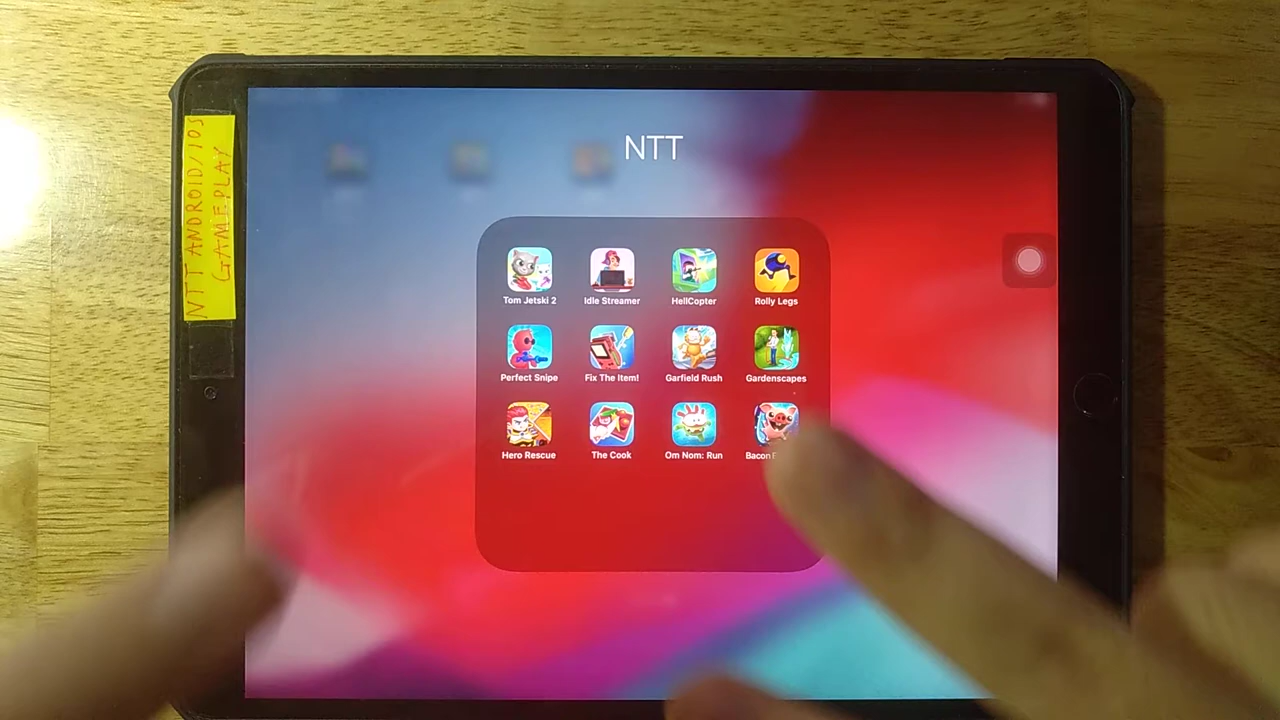 NTT ANDROID/IOS
GAMEPLAY
NTT
Tom Jetski 2
Idle Streamer
HellCopter
Rolly Legs
Perfect Snipe
Fix The Item!
Garfield Rush
Gardenscapes
Hero Rescue
The Cook
Om Nom: Run
Bacon